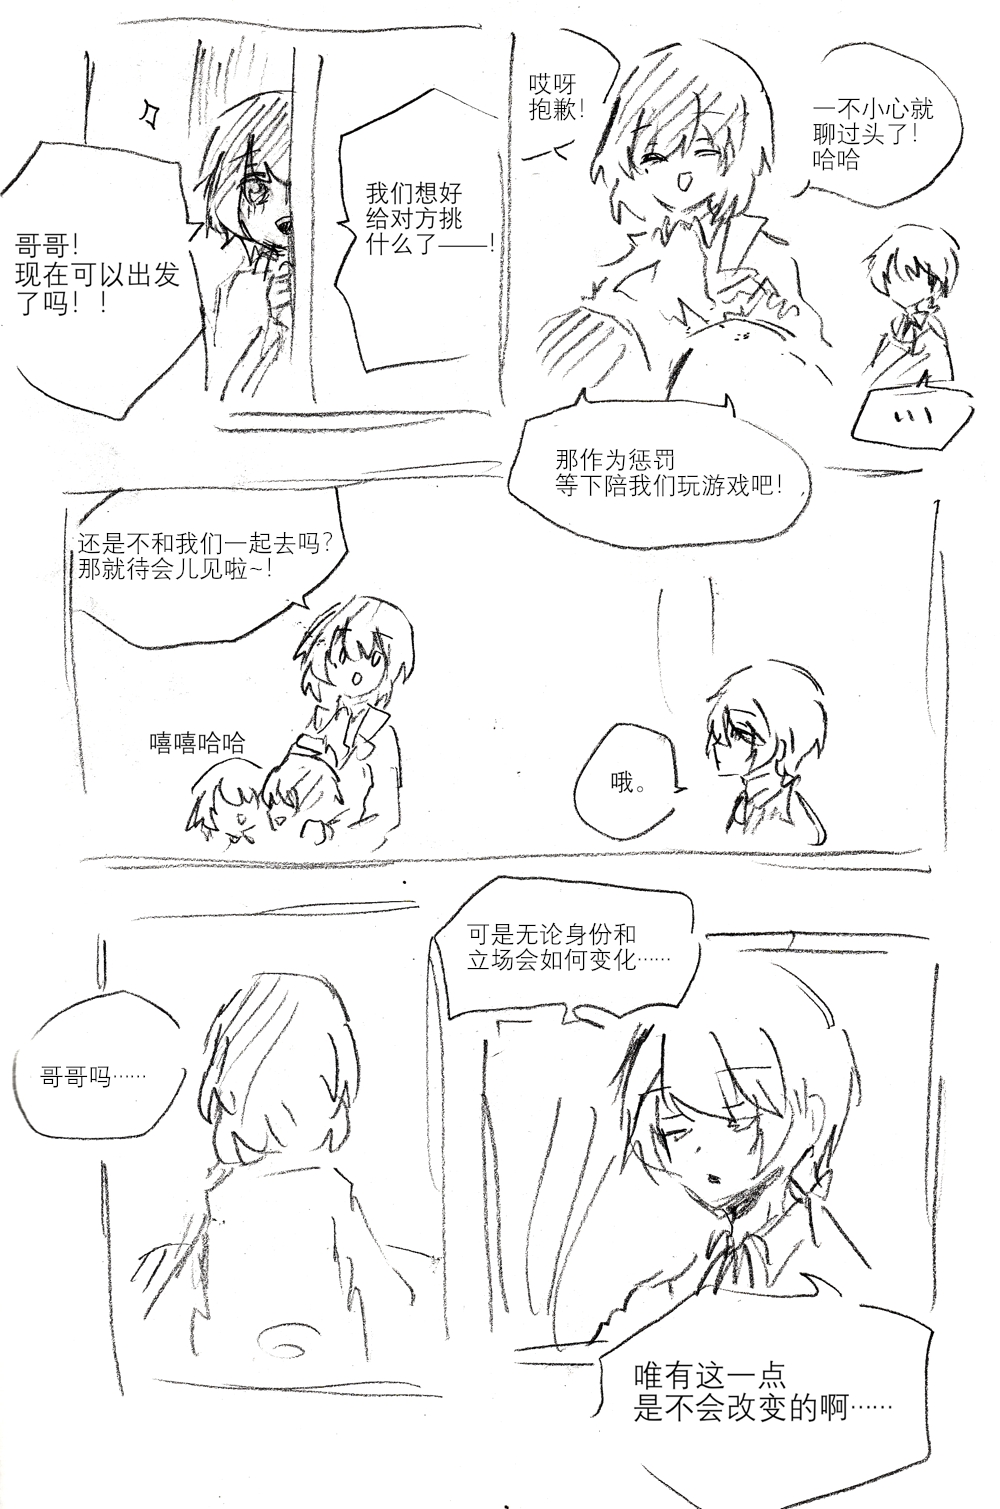 哥哥！
现在可以出发
了吗！！
我们想好
给对方挑
什么了——！
哎呀
抱歉！
一不小心就
聊过头了！
哈哈
那作为惩罚
等下陪我们玩游戏吧！
还是不和我们一起去吗？
那就待会儿见啦~！
嘻嘻哈哈
哦。
哥哥吗……
可是无论身份和
立场会如何变化……
唯有这一点
是不会改变的啊……